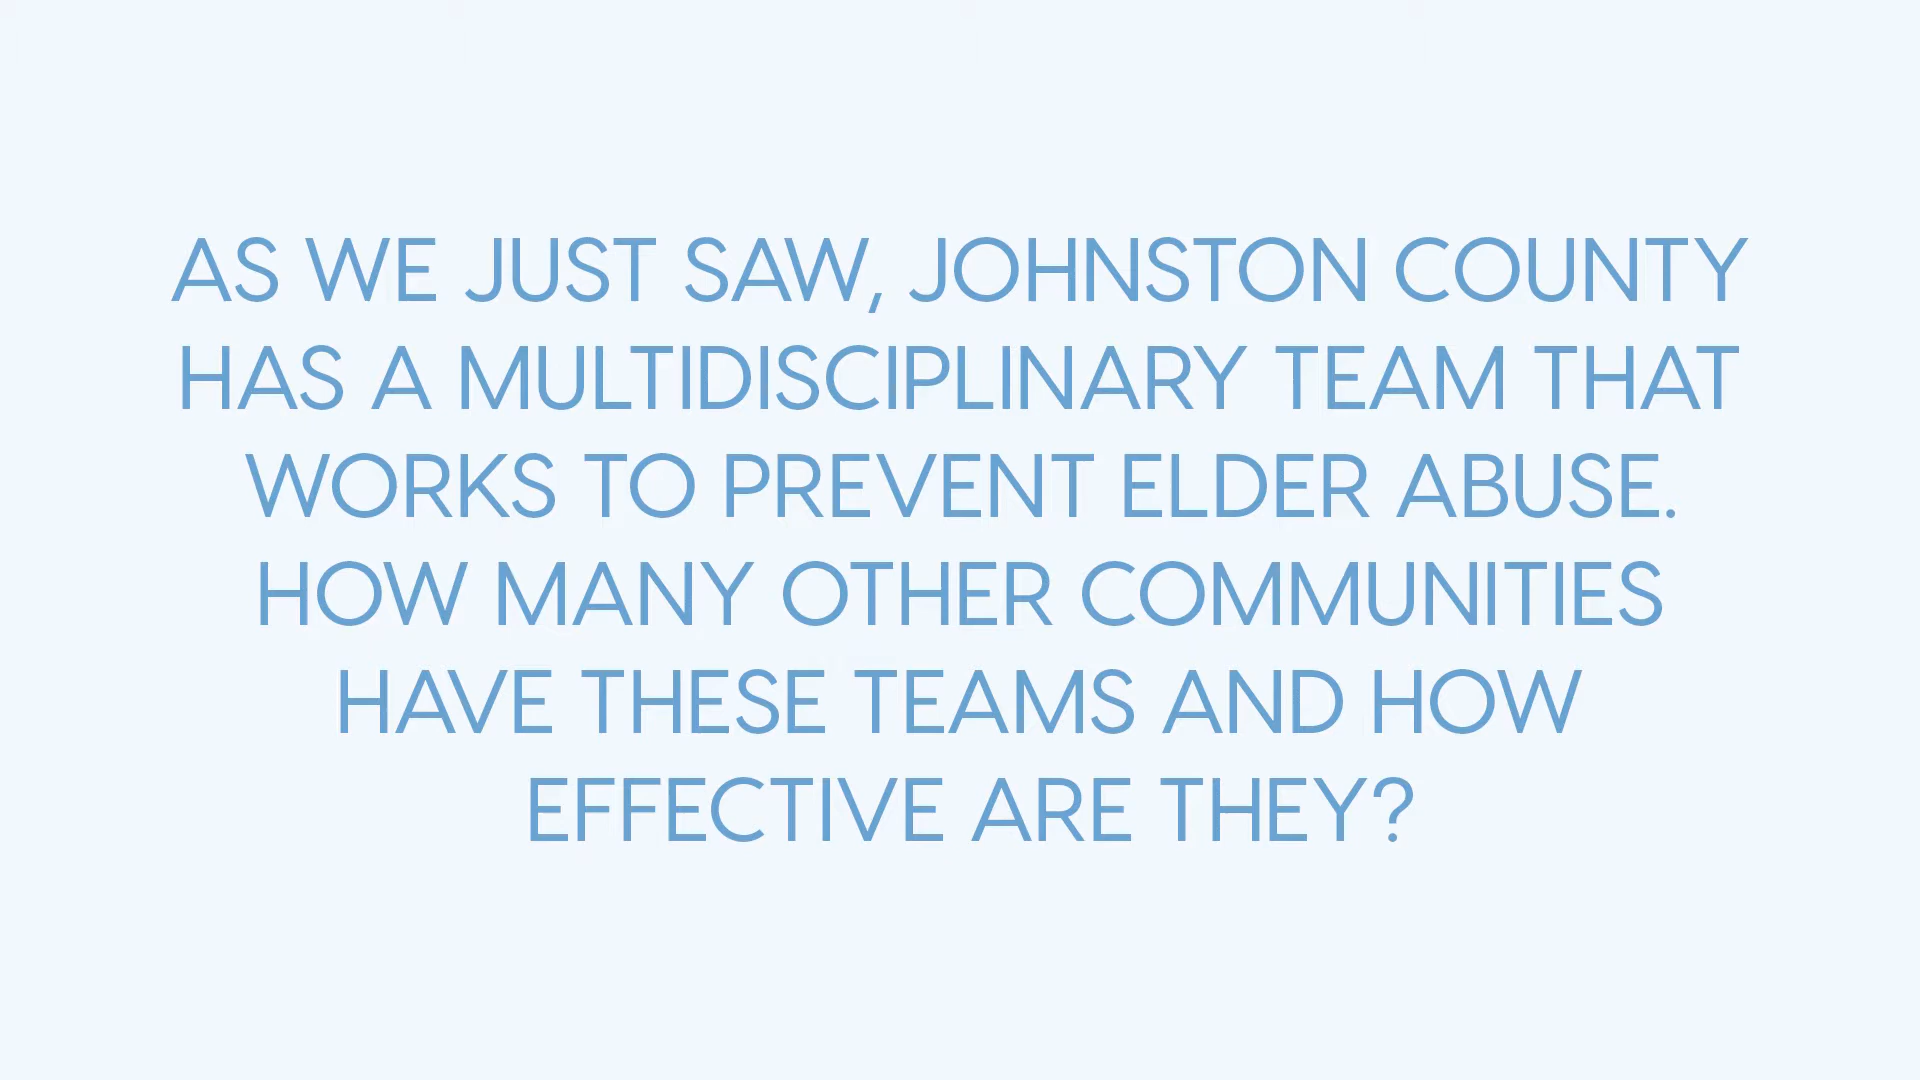 AS WE JUST SAW, JOHNSTON COUNTY
HAS A MULTIDISCIPLINARY TEAM THAT
WORKS TO PREVENT ELDER ABUSE.
HOW MANY OTHER COMMUNITIES
HAVE THESE TEAMS AND HOW
EFFECTIVE ARE THEY?